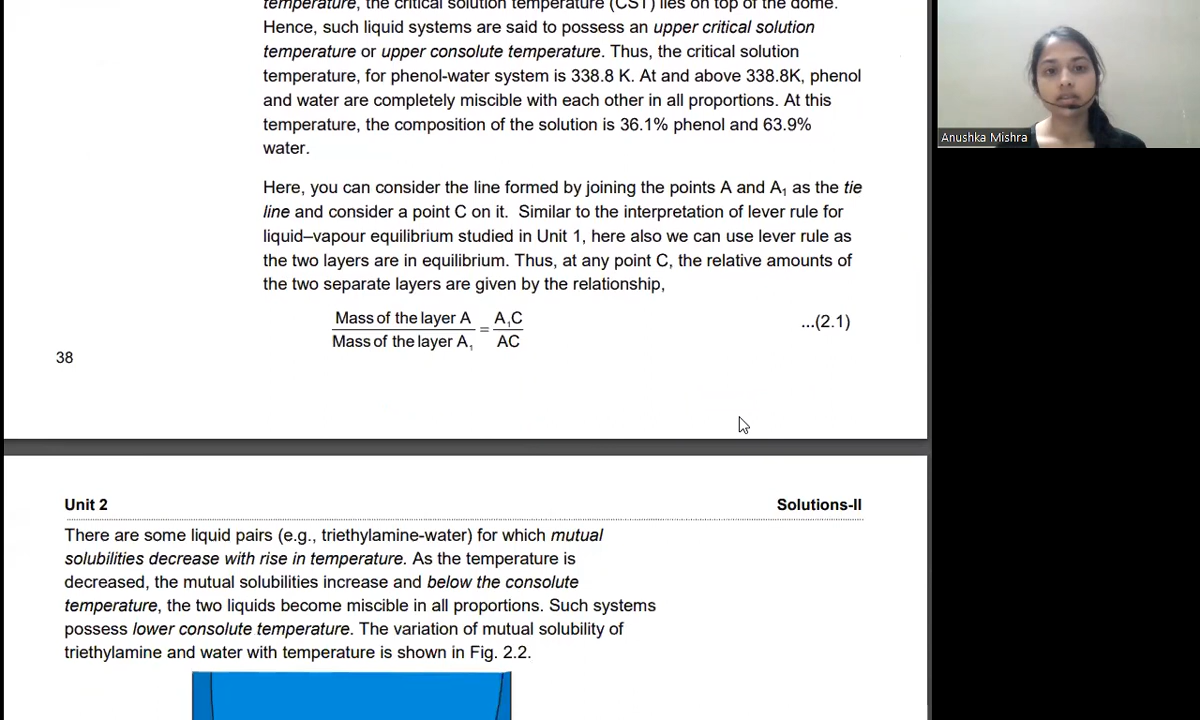 temperature, the critical solution temperature (CST) lies on top of the dome.
Hence, such liquid systems are said to possess an upper critical solution
temperature or upper consolute temperature. Thus, the critical solution
temperature, for phenol-water system is 338.8 K. At and above 338.8K, phenol
and water are completely miscible with each other in all proportions. At this
temperature, the composition of the solution is 36.1% phenol and 63.9%
water.
Here, you can consider the line formed by joining the points A and A₁ as the tie
line and consider a point C on it. Similar to the interpretation of lever rule for
liquid–vapour equilibrium studied in Unit 1, here also we can use lever rule as
the two layers are in equilibrium. Thus, at any point C, the relative amounts of
the two separate layers are given by the relationship,
Mass of the layer A / Mass of the layer A₁ = A₁C / AC ...(2.1)
38
Unit 2 Solutions-II
There are some liquid pairs (e.g., triethylamine-water) for which mutual
solubilities decrease with rise in temperature. As the temperature is
decreased, the mutual solubilities increase and below the consolute
temperature, the two liquids become miscible in all proportions. Such systems
possess lower consolute temperature. The variation of mutual solubility of
triethylamine and water with temperature is shown in Fig. 2.2.
Anushka Mishra